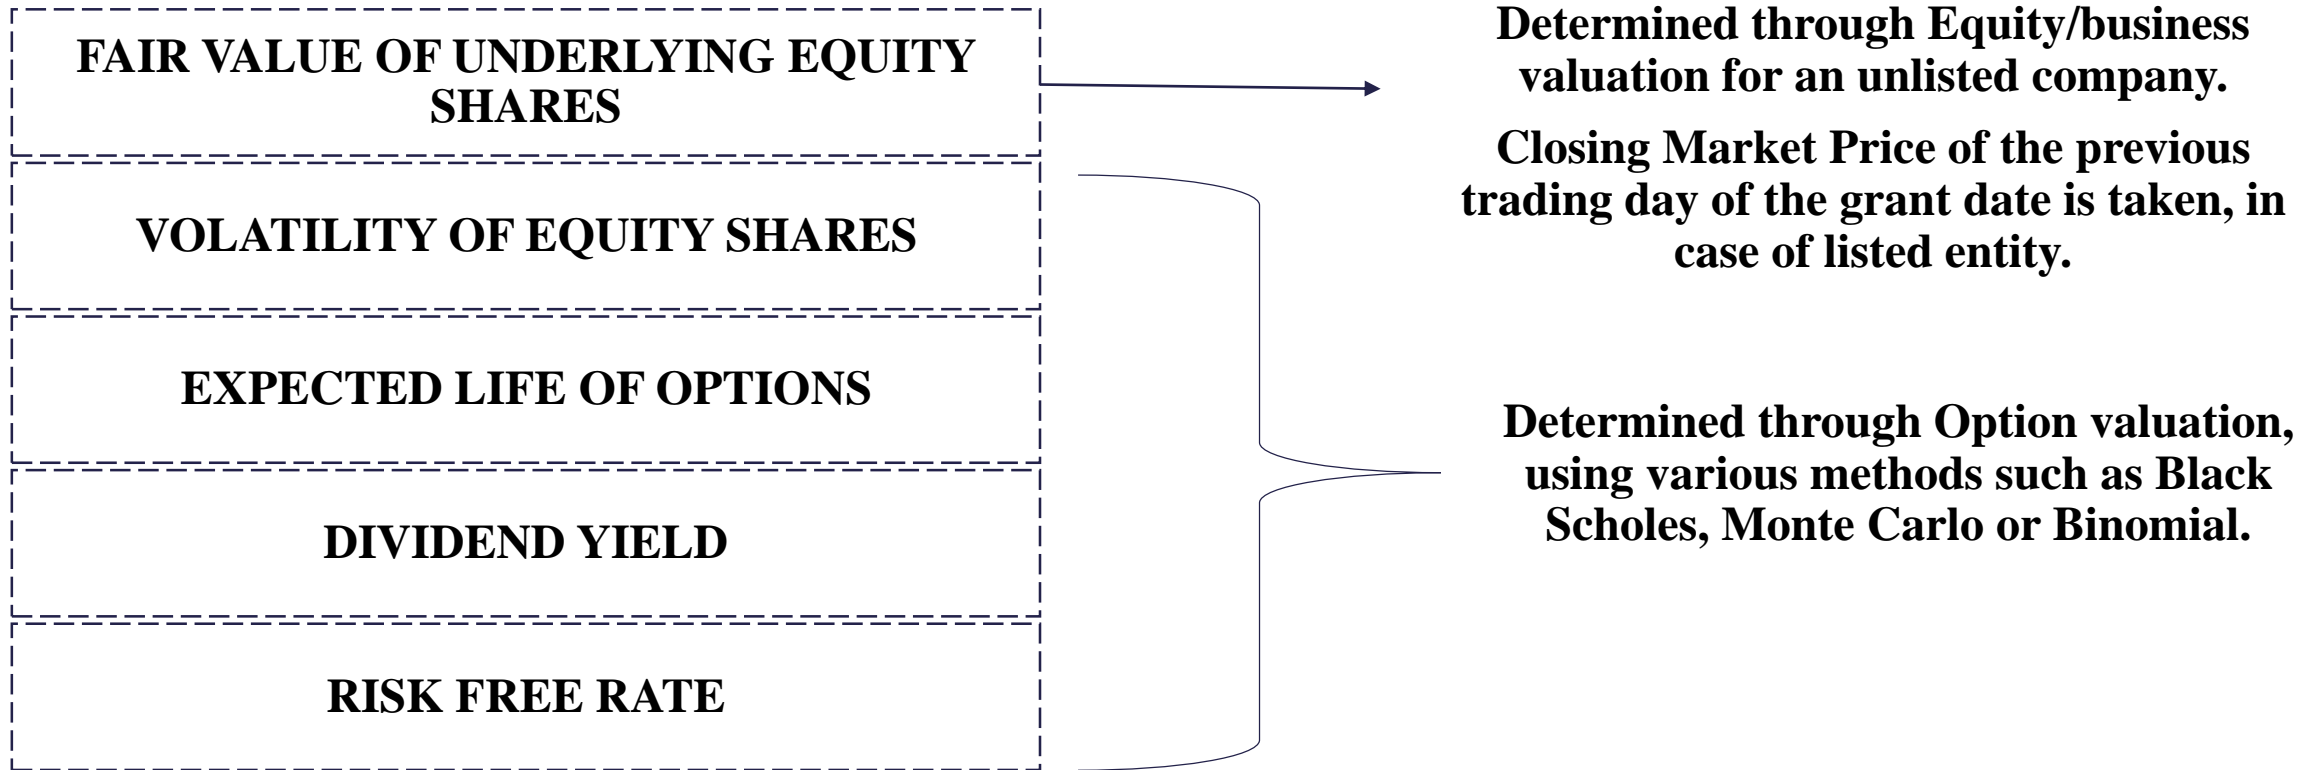 FAIR VALUE OF UNDERLYING EQUITY
SHARES
Determined through Equity/business
valuation for an unlisted company.
Closing Market Price of the previous
trading day of the grant date is taken, in
case of listed entity.
VOLATILITY OF EQUITY SHARES
EXPECTED LIFE OF OPTIONS
DIVIDEND YIELD
RISK FREE RATE
Determined through Option valuation,
using various methods such as Black
Scholes, Monte Carlo or Binomial.